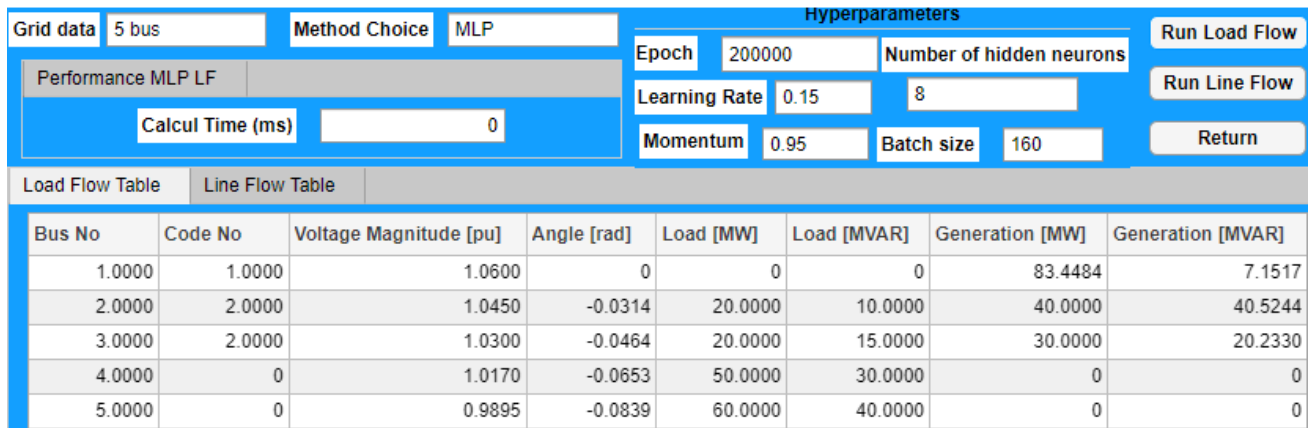 Hyperparameters
Grid data 5 bus Method Choice MLP Run Load Flow
Epoch 200000 Number of hidden neurons
Performance MLP LF Run Line Flow
Learning Rate 0.15 8
Calcul Time (ms) 0
Momentum 0.95 Batch size 160 Return
Load Flow Table Line Flow Table
Bus No Code No Voltage Magnitude [pu] Angle [rad] Load [MW] Load [MVAR] Generation [MW] Generation [MVAR]
1.0000 1.0000 1.0600 0 0 0 83.4484 7.1517
2.0000 2.0000 1.0450 -0.0314 20.0000 10.0000 40.0000 40.5244
3.0000 2.0000 1.0300 -0.0464 20.0000 15.0000 30.0000 20.2330
4.0000 0 1.0170 -0.0653 50.0000 30.0000 0 0
5.0000 0 0.9895 -0.0839 60.0000 40.0000 0 0